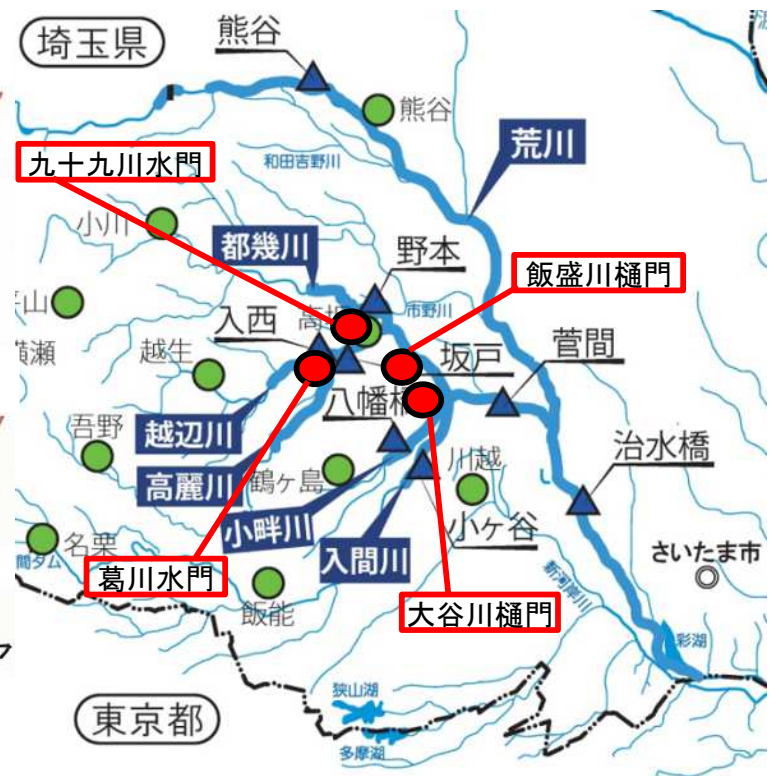 埼玉県
熊谷
熊谷
荒川
九十九川水門
和田吉野川
小川
都幾川
野本
飯盛川樋門
市野川
入西
越生
坂戸
菅間
横瀬
吾野
越辺川
高麗川
鶴ヶ島
川越
治水橋
小畔川
小ヶ谷
名栗
入間川
さいたま市
葛川水門
飯能
大谷川樋門
新河岸川
彩湖
狭山湖
東京都
多摩湖